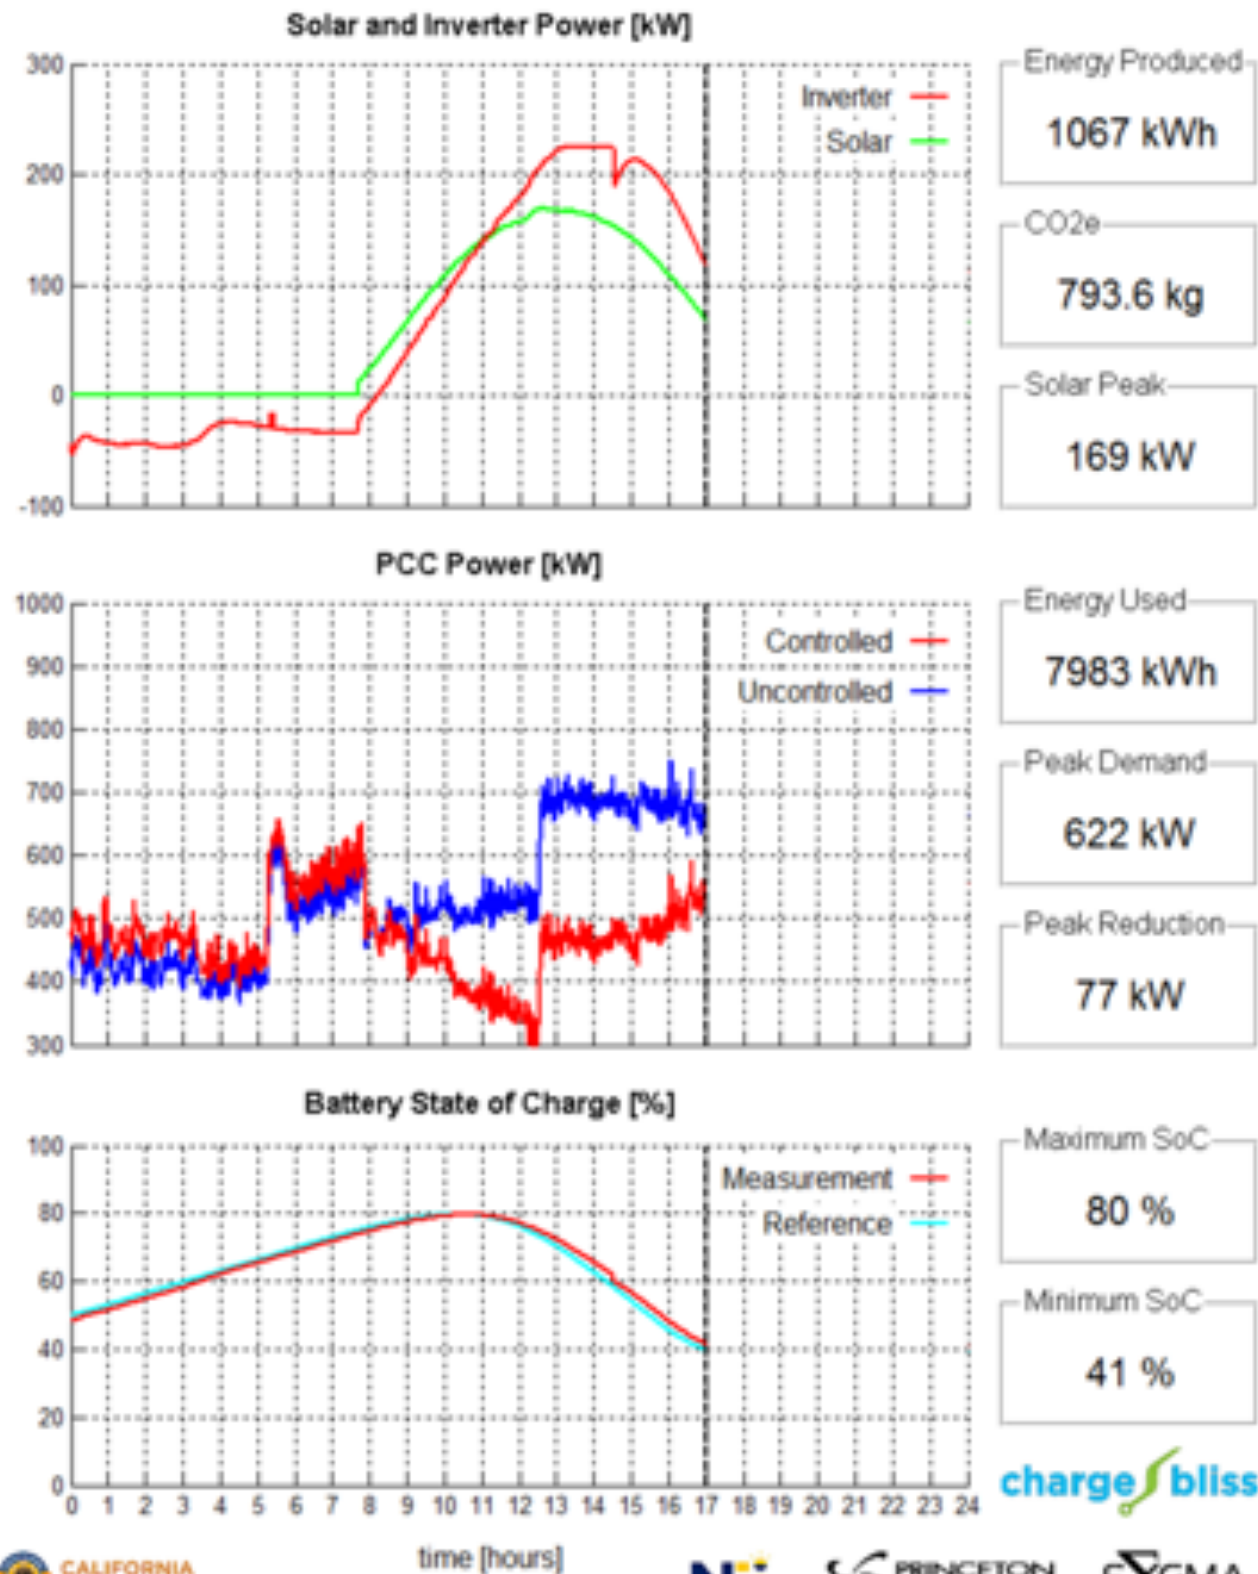 Solar and Inverter Power [kW]
300
200
100
0
-100
Inverter
Solar
Energy Produced
1067 kWh
CO2e
793.6 kg
Solar Peak
169 kW
PCC Power [kW]
1000
900
800
700
600
500
400
300
Controlled
Uncontrolled
Energy Used
7983 kWh
Peak Demand
622 kW
Peak Reduction
77 kW
Battery State of Charge [%]
100
80
60
40
20
0
Measurement
Reference
Maximum SoC
80 %
Minimum SoC
41 %
0 1 2 3 4 5 6 7 8 9 10 11 12 13 14 15 16 17 18 19 20 21 22 23 24
time [hours]
charge bliss
CALIFORNIA
PRINCETON